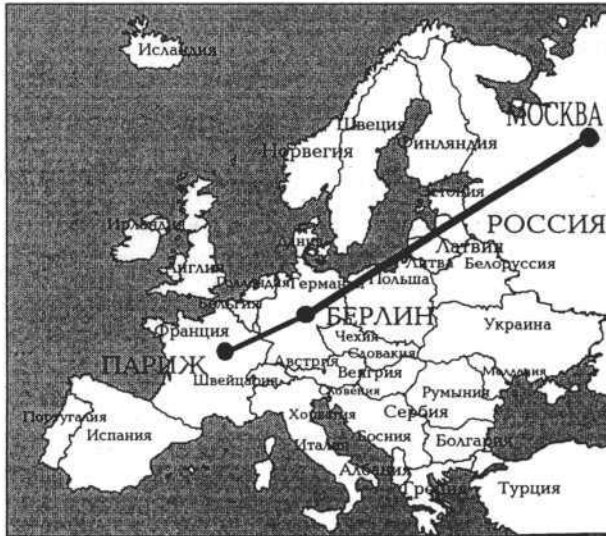 Исландия
МОСКВА
Швеция
Норвегия
Финляндия
Эстония
РОССИЯ
Ирландия
Дания
Латвия
Литва
Белоруссия
Англия
Голландия
Германия
Польша
Бельгия
Франция
БЕРЛИН
Украина
Чехия
ПАРИЖ
Словакия
Австрия
Швейцария
Венгрия
Молдавия
Словения
Румыния
Португалия
Испания
Хорватия
Сербия
Италия
Босния
Болгария
Албания
Греция
Турция